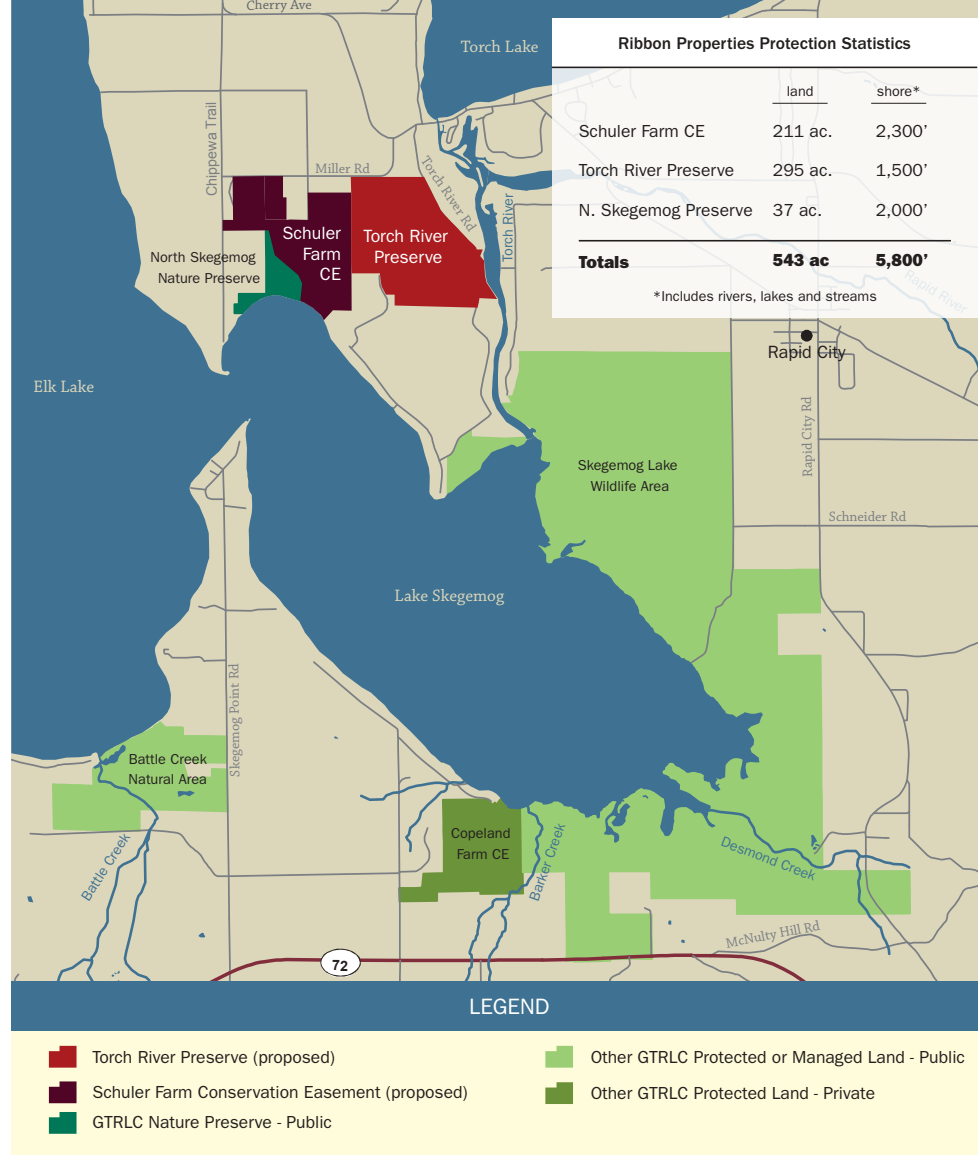 Cherry Ave
Torch Lake
Ribbon Properties Protection Statistics
land shore*
Schuler Farm CE 211 ac. 2,300’
Torch River Preserve 295 ac. 1,500’
N. Skegemog Preserve 37 ac. 2,000’
Totals 543 ac 5,800’
*Includes rivers, lakes and streams
Rapid River
Chippewa Trail
Miller Rd
Torch River Rd
Torch River
Schuler
Farm
CE
Torch River
Preserve
North Skegemog
Nature Preserve
Rapid City
Elk Lake
Rapid City Rd
Skegemog Lake
Wildlife Area
Schneider Rd
Lake Skegemog
Skegemog Point Rd
Battle Creek
Natural Area
Copeland
Farm CE
Battle Creek
Barker Creek
Desmond Creek
McNulty Hill Rd
72
LEGEND
Torch River Preserve (proposed)
Schuler Farm Conservation Easement (proposed)
GTRLC Nature Preserve - Public
Other GTRLC Protected or Managed Land - Public
Other GTRLC Protected Land - Private